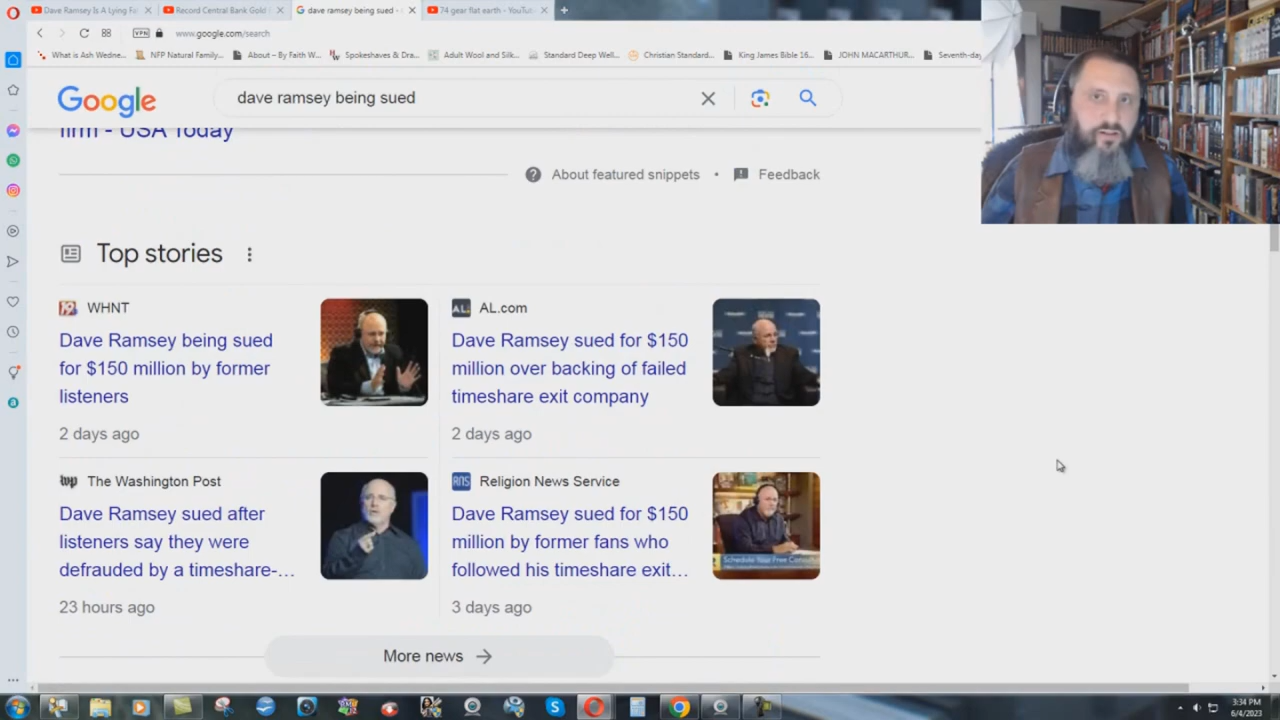 Dave Ramsey Is A Lying Fa
Record Central Bank Gold
dave ramsey being sued -
74 gear flat earth - YouTub
VPN
www.google.com/search
What is Ash Wedne...
NFP Natural Family...
About – By Faith W...
Spokeshaves & Dra...
Adult Wool and Silk...
Standard Deep Well...
Christian Standard...
King James Bible 16...
JOHN MACARTHUR...
Seventh-day
Google
dave ramsey being sued
firm - USA Today
About featured snippets
•
Feedback
Top stories
WHNT
Dave Ramsey being sued
for $150 million by former
listeners
2 days ago
AL.com
Dave Ramsey sued for $150
million over backing of failed
timeshare exit company
2 days ago
The Washington Post
Dave Ramsey sued after
listeners say they were
defrauded by a timeshare-...
23 hours ago
RNS
Religion News Service
Dave Ramsey sued for $150
million by former fans who
followed his timeshare exit...
3 days ago
Schedule Your Free
More news
3:34 PM
6/4/2023